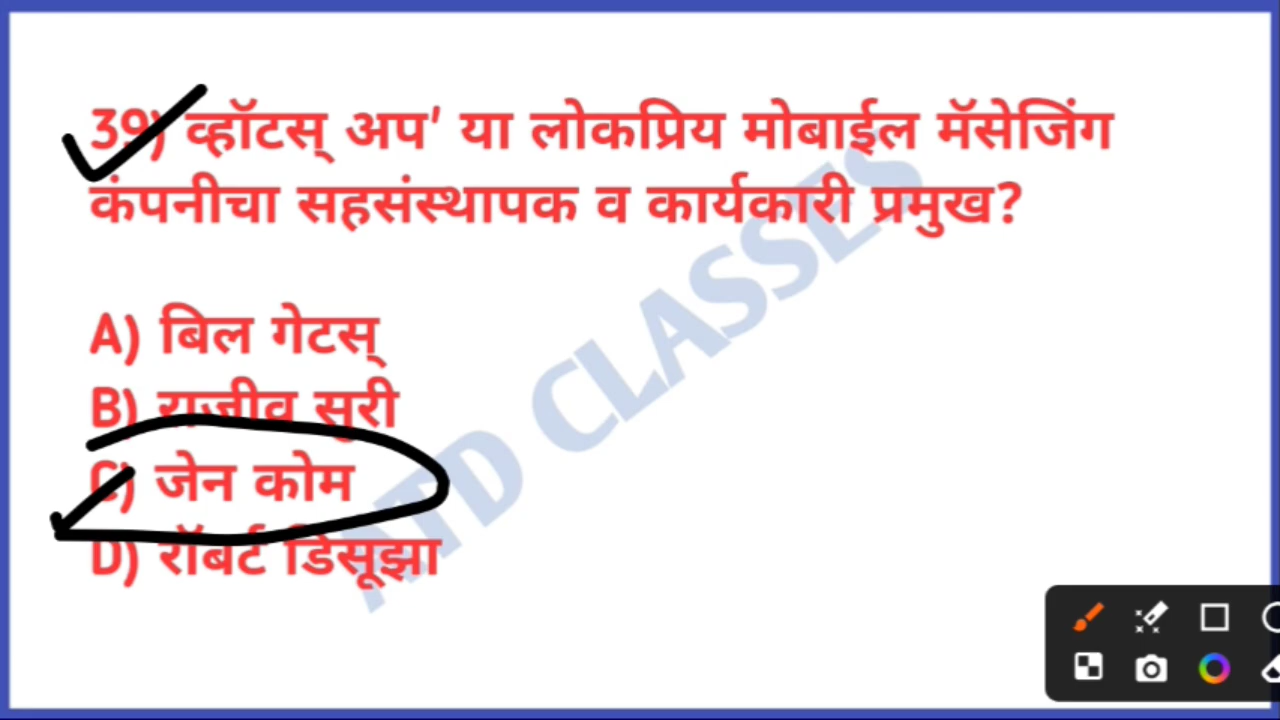 39) व्हॉटस् अप' या लोकप्रिय मोबाईल मॅसेजिंग
कंपनीचा सहसंस्थापक व कार्यकारी प्रमुख?
A) बिल गेटस्
B) राजीव सुरी
C) जेन कोम
D) रॉबर्ट डिसूझा
ATD CLASSES